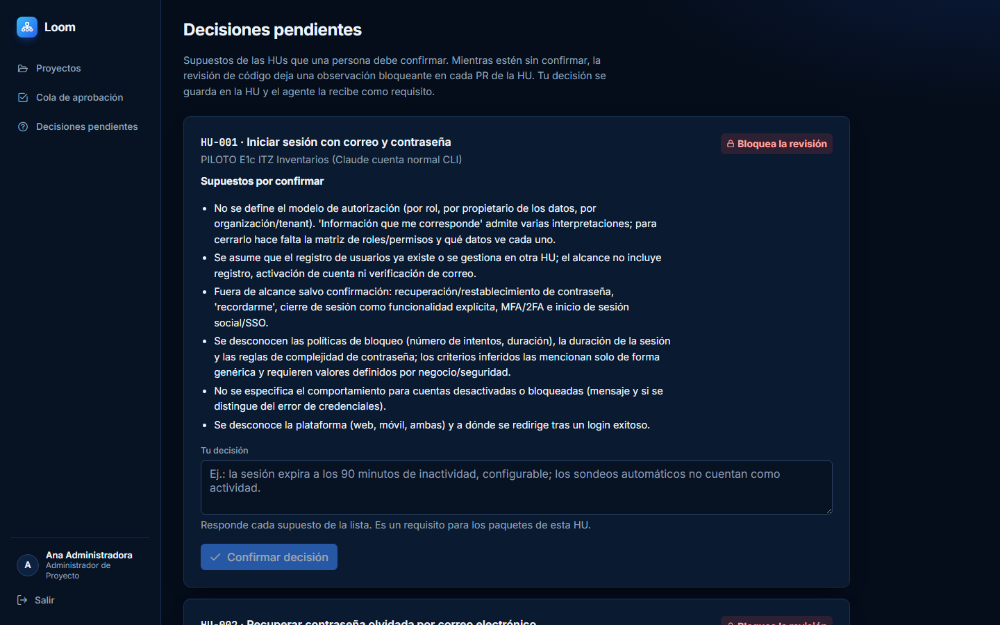 Loom
Proyectos
Cola de aprobación
Decisiones pendientes
Ana Administradora
Administrador de
Proyecto
Salir
Decisiones pendientes
Supuestos de las HUs que una persona debe confirmar. Mientras estén sin confirmar, la
revisión de código deja una observación bloqueante en cada PR de la HU. Tu decisión se
guarda en la HU y el agente la recibe como requisito.
HU-001 · Iniciar sesión con correo y contraseña
Bloquea la revisión
PILOTO E1c ITZ Inventarios (Claude cuenta normal CLI)
Supuestos por confirmar
• No se define el modelo de autorización (por rol, por propietario de los datos, por
organización/tenant). 'Información que me corresponde' admite varias interpretaciones; para
cerrarlo hace falta la matriz de roles/permisos y qué datos ve cada uno.
• Se asume que el registro de usuarios ya existe o se gestiona en otra HU; el alcance no incluye
registro, activación de cuenta ni verificación de correo.
• Fuera de alcance salvo confirmación: recuperación/restablecimiento de contraseña,
'recordarme', cierre de sesión como funcionalidad explícita, MFA/2FA e inicio de sesión
social/SSO.
• Se desconocen las políticas de bloqueo (número de intentos, duración), la duración de la sesión
y las reglas de complejidad de contraseña; los criterios inferidos las mencionan solo de forma
genérica y requieren valores definidos por negocio/seguridad.
• No se especifica el comportamiento para cuentas desactivadas o bloqueadas (mensaje y si se
distingue del error de credenciales).
• Se desconoce la plataforma (web, móvil, ambas) y a dónde se redirige tras un login exitoso.
Tu decisión
Ej.: la sesión expira a los 90 minutos de inactividad, configurable; los sondeos automáticos no cuentan como
actividad.
Responde cada supuesto de la lista. Es un requisito para los paquetes de esta HU.
Confirmar decisión
HU-002 · Recuperar contraseña olvidada por correo electrónico
Bloquea la revisión